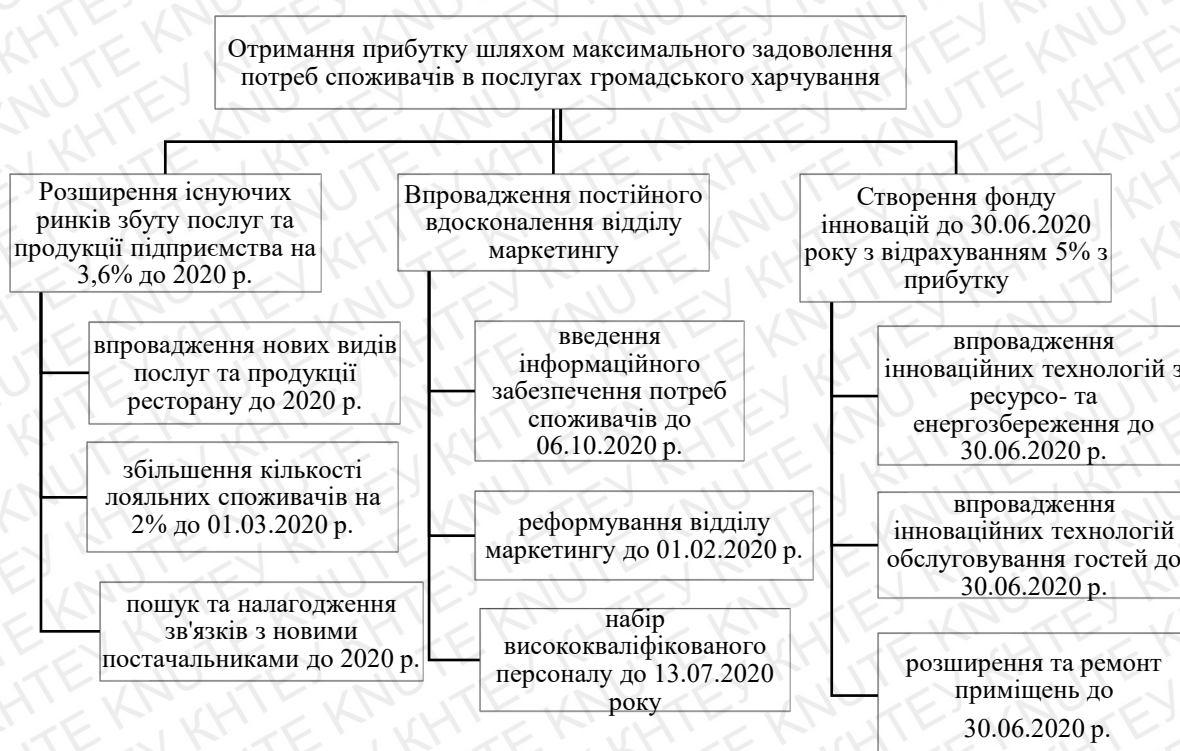 Отримання прибутку шляхом максимального задоволення
потреб споживачів в послугах громадського харчування
Розширення існуючих
ринків збуту послуг та
продукції підприємства на
3,6% до 2020 р.
впровадження нових видів
послуг та продукції
ресторану до 2020 р.
збільшення кількості
лояльних споживачів на
2% до 01.03.2020 р.
пошук та налагодження
зв'язків з новими
постачальниками до 2020 р.
Впровадження постійного
вдосконалення відділу
маркетингу
введення
інформаційного
забезпечення потреб
споживачів до
06.10.2020 р.
реформування відділу
маркетингу до 01.02.2020 р.
набір
висококваліфікованого
персоналу до 13.07.2020
року
Створення фонду
інновацій до 30.06.2020
року з відрахуванням 5% з
прибутку
впровадження
інноваційних технологій з
ресурсо- та
енергозбереження до
30.06.2020 р.
впровадження
інноваційних технологій
обслуговування гостей до
30.06.2020 р.
розширення та ремонт
приміщень до
30.06.2020 р.